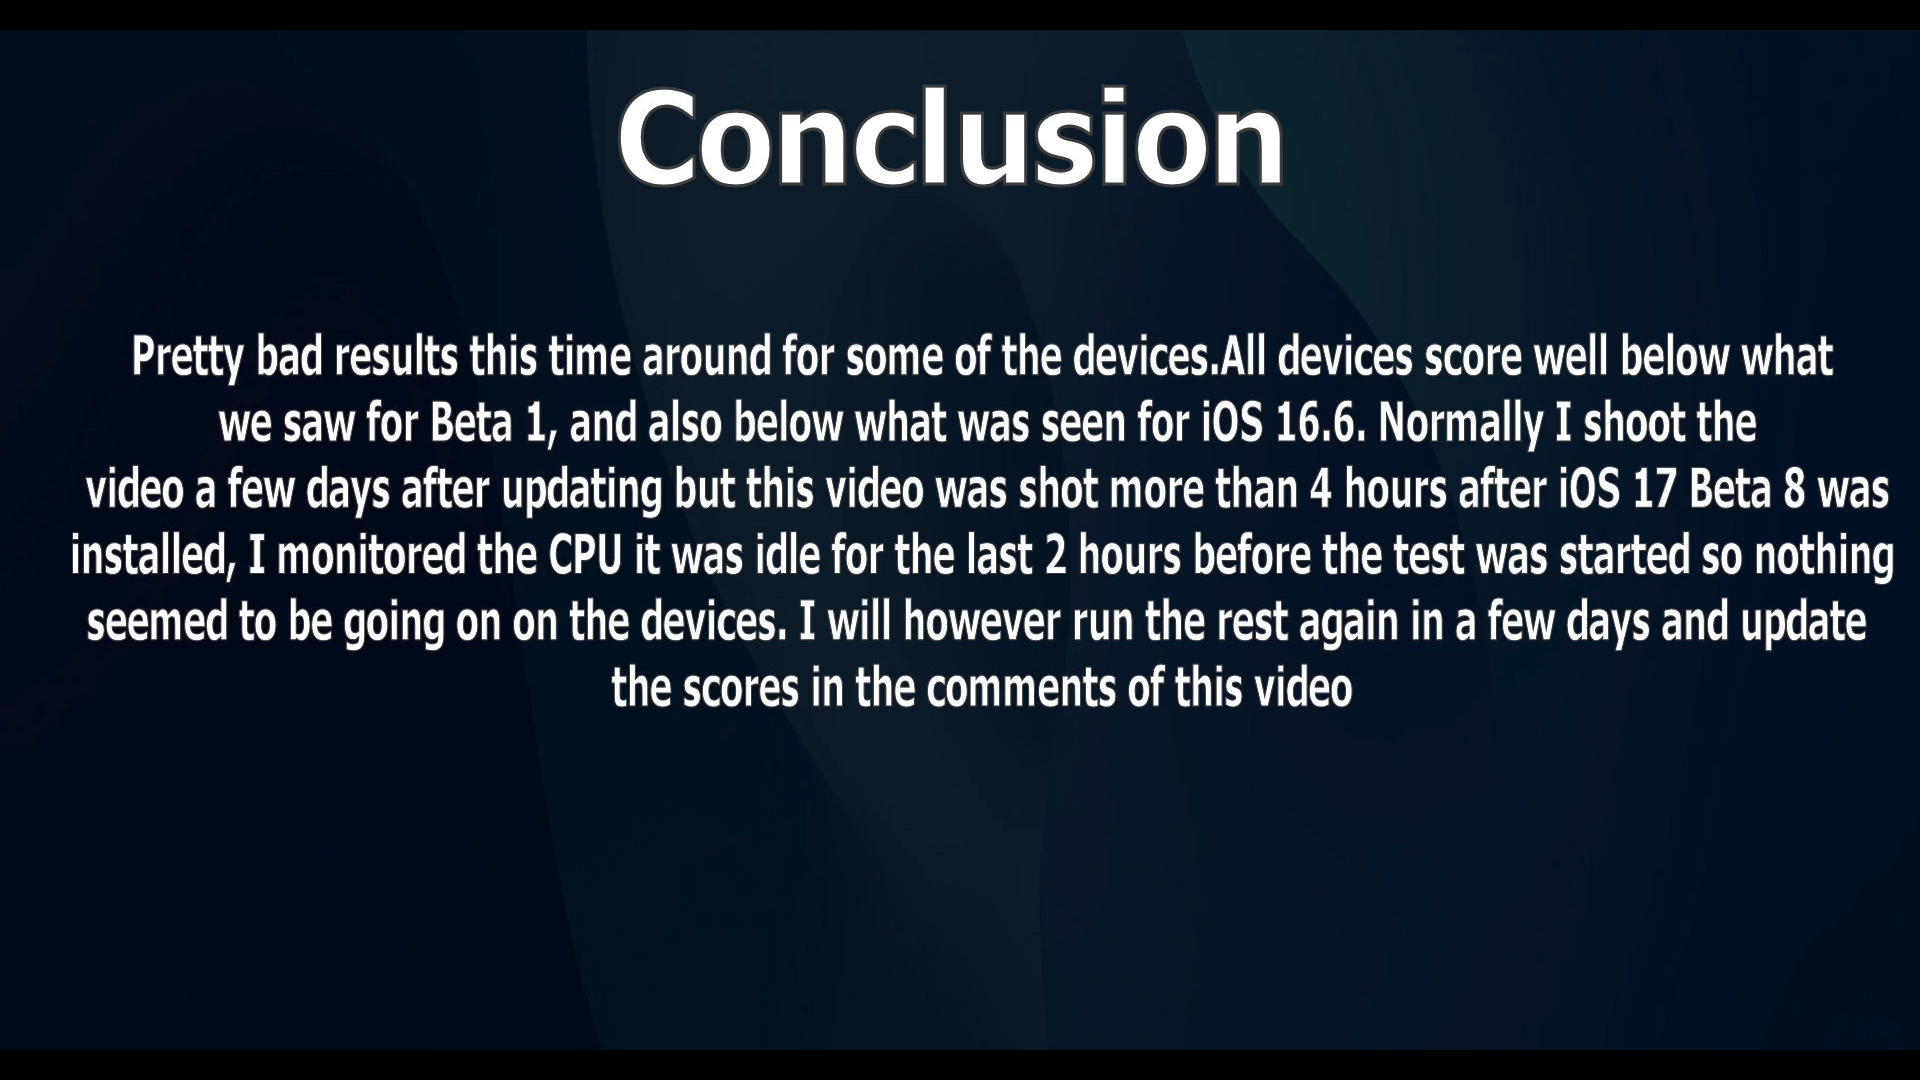 Conclusion
Pretty bad results this time around for some of the devices.All devices score well below what
we saw for Beta 1, and also below what was seen for iOS 16.6. Normally I shoot the
video a few days after updating but this video was shot more than 4 hours after iOS 17 Beta 8 was
installed, I monitored the CPU it was idle for the last 2 hours before the test was started so nothing
seemed to be going on on the devices. I will however run the rest again in a few days and update
the scores in the comments of this video